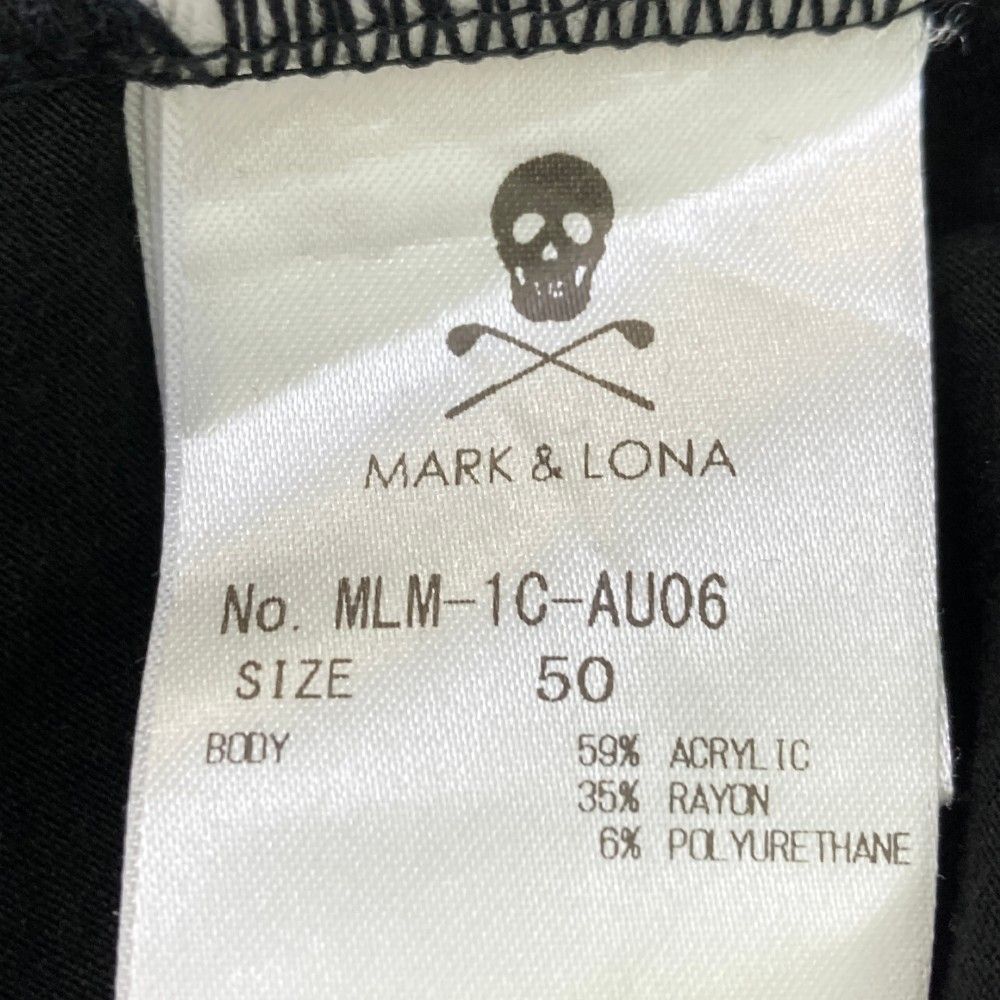 MARK & LONA
No. MLM-1C-AU06
SIZE 50
BODY 59% ACRYLIC
35% RAYON
6% POLYURETHANE